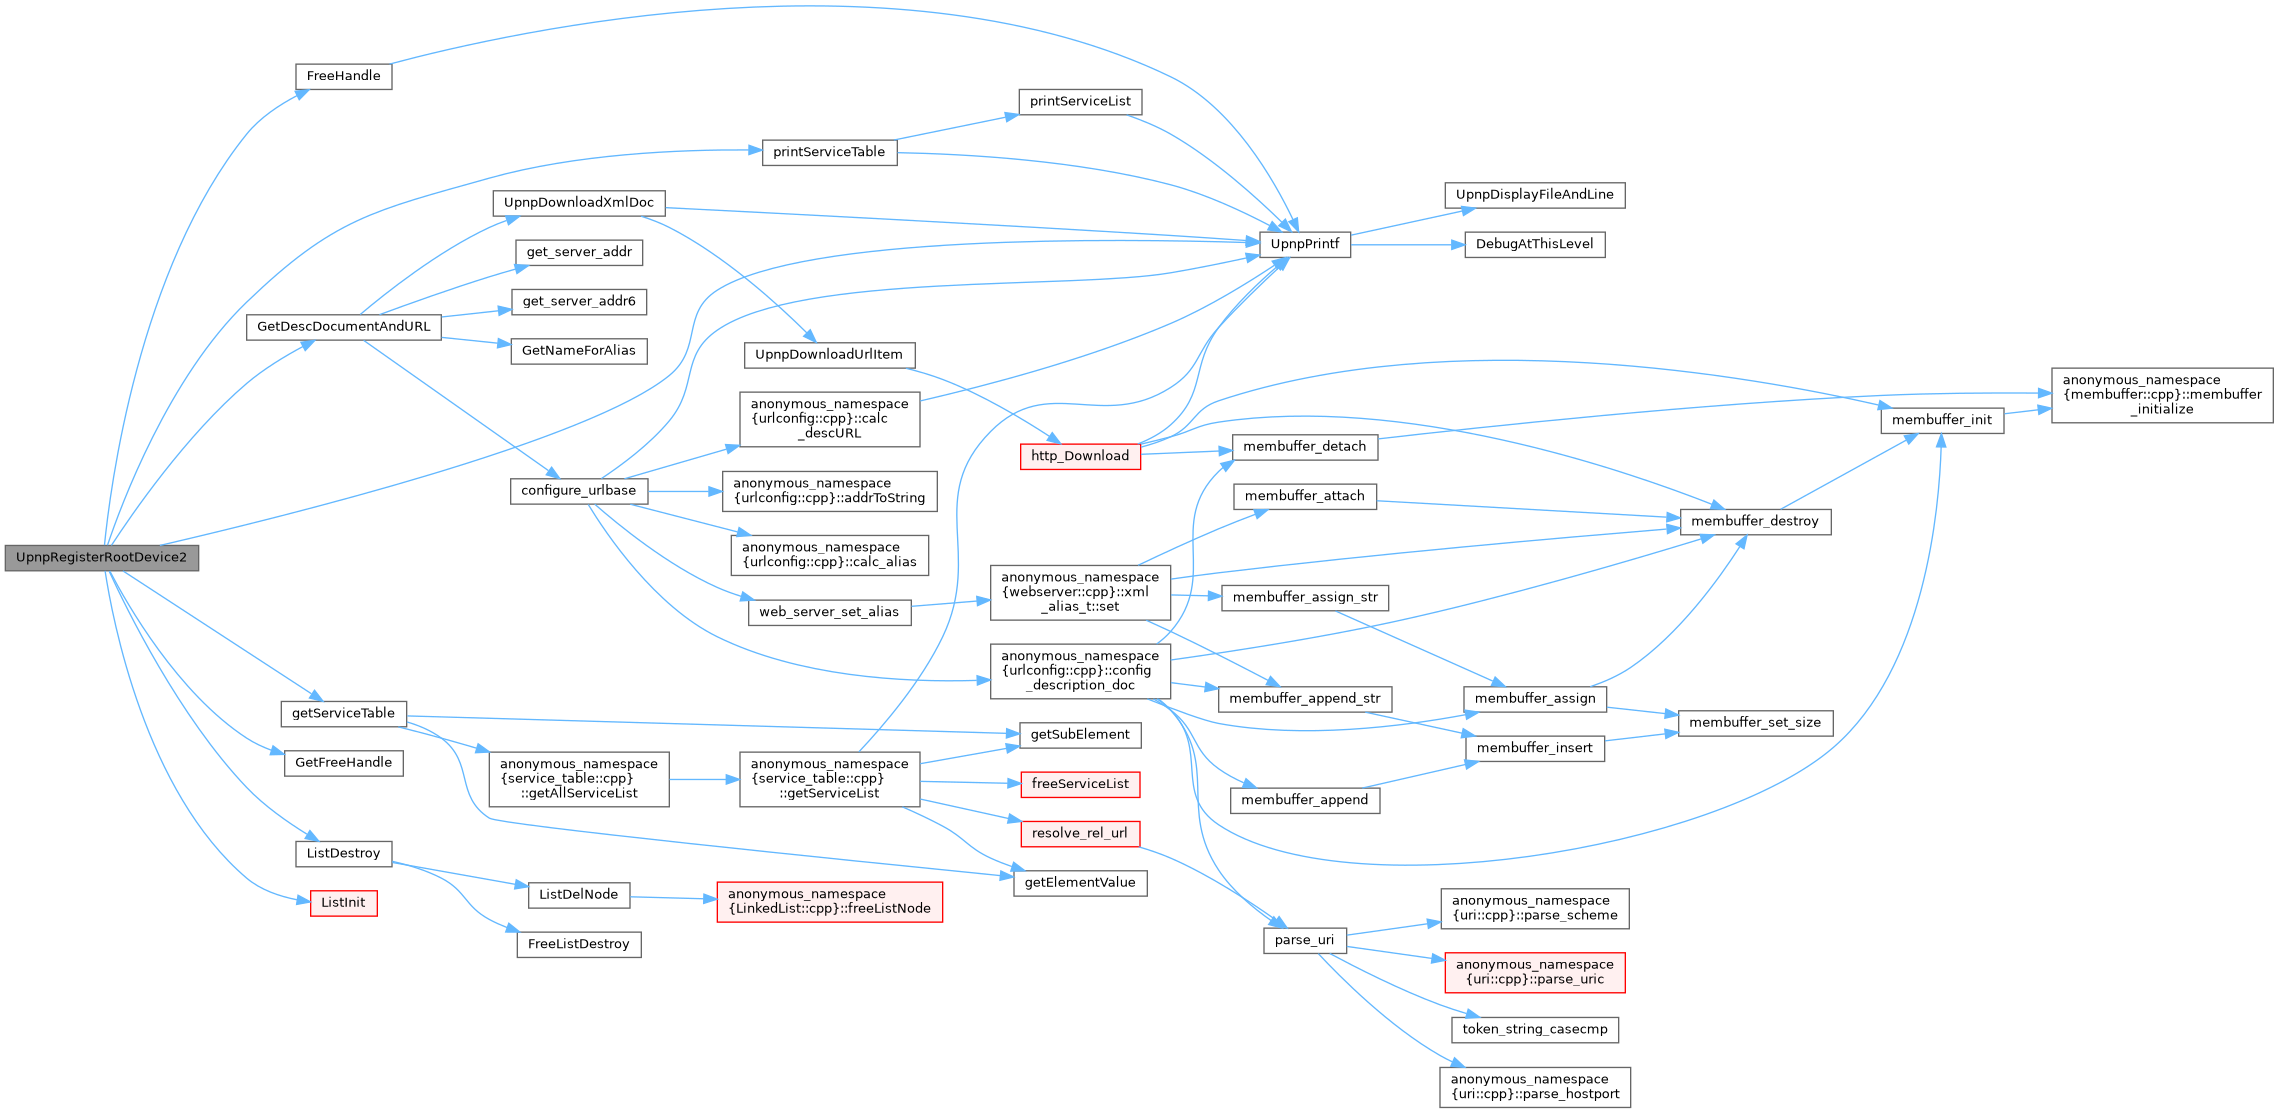 FreeHandle
printServiceList
printServiceTable
UpnpDownloadXmlDoc
UpnpDisplayFileAndLine
get_server_addr
UpnpPrintf
DebugAtThisLevel
get_server_addr6
GetDescDocumentAndURL
GetNameForAlias
UpnpDownloadUrlItem
anonymous_namespace
{membuffer::cpp}::membuffer
_initialize
anonymous_namespace
{urlconfig::cpp}::calc
_descURL
membuffer_init
http_Download
membuffer_detach
configure_urlbase
anonymous_namespace
{urlconfig::cpp}::addrToString
membuffer_attach
membuffer_destroy
UpnpRegisterRootDevice2
anonymous_namespace
{urlconfig::cpp}::calc_alias
anonymous_namespace
{webserver::cpp}::xml
_alias_t::set
membuffer_assign_str
web_server_set_alias
anonymous_namespace
{urlconfig::cpp}::config
_description_doc
membuffer_append_str
membuffer_assign
getServiceTable
membuffer_set_size
getSubElement
membuffer_insert
GetFreeHandle
anonymous_namespace
{service_table::cpp}
::getAllServiceList
anonymous_namespace
{service_table::cpp}
::getServiceList
freeServiceList
membuffer_append
resolve_rel_url
ListDestroy
getElementValue
ListDelNode
anonymous_namespace
{LinkedList::cpp}::freeListNode
ListInit
FreeListDestroy
anonymous_namespace
{uri::cpp}::parse_scheme
parse_uri
anonymous_namespace
{uri::cpp}::parse_uric
token_string_casecmp
anonymous_namespace
{uri::cpp}::parse_hostport